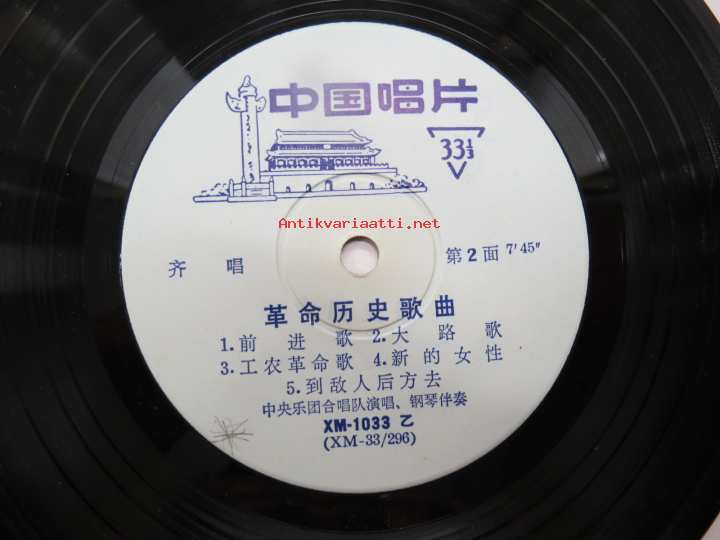 中国唱片
33⅓
Antikvariaatti.net
齐 唱
第2面 7′45″
革命历史歌曲
1.前进歌 2.大路歌
3.工农革命歌 4.新的女性
5.到敌人后方去
中央乐团合唱队演唱、钢琴伴奏
XM-1033 乙
(XM-33/296)